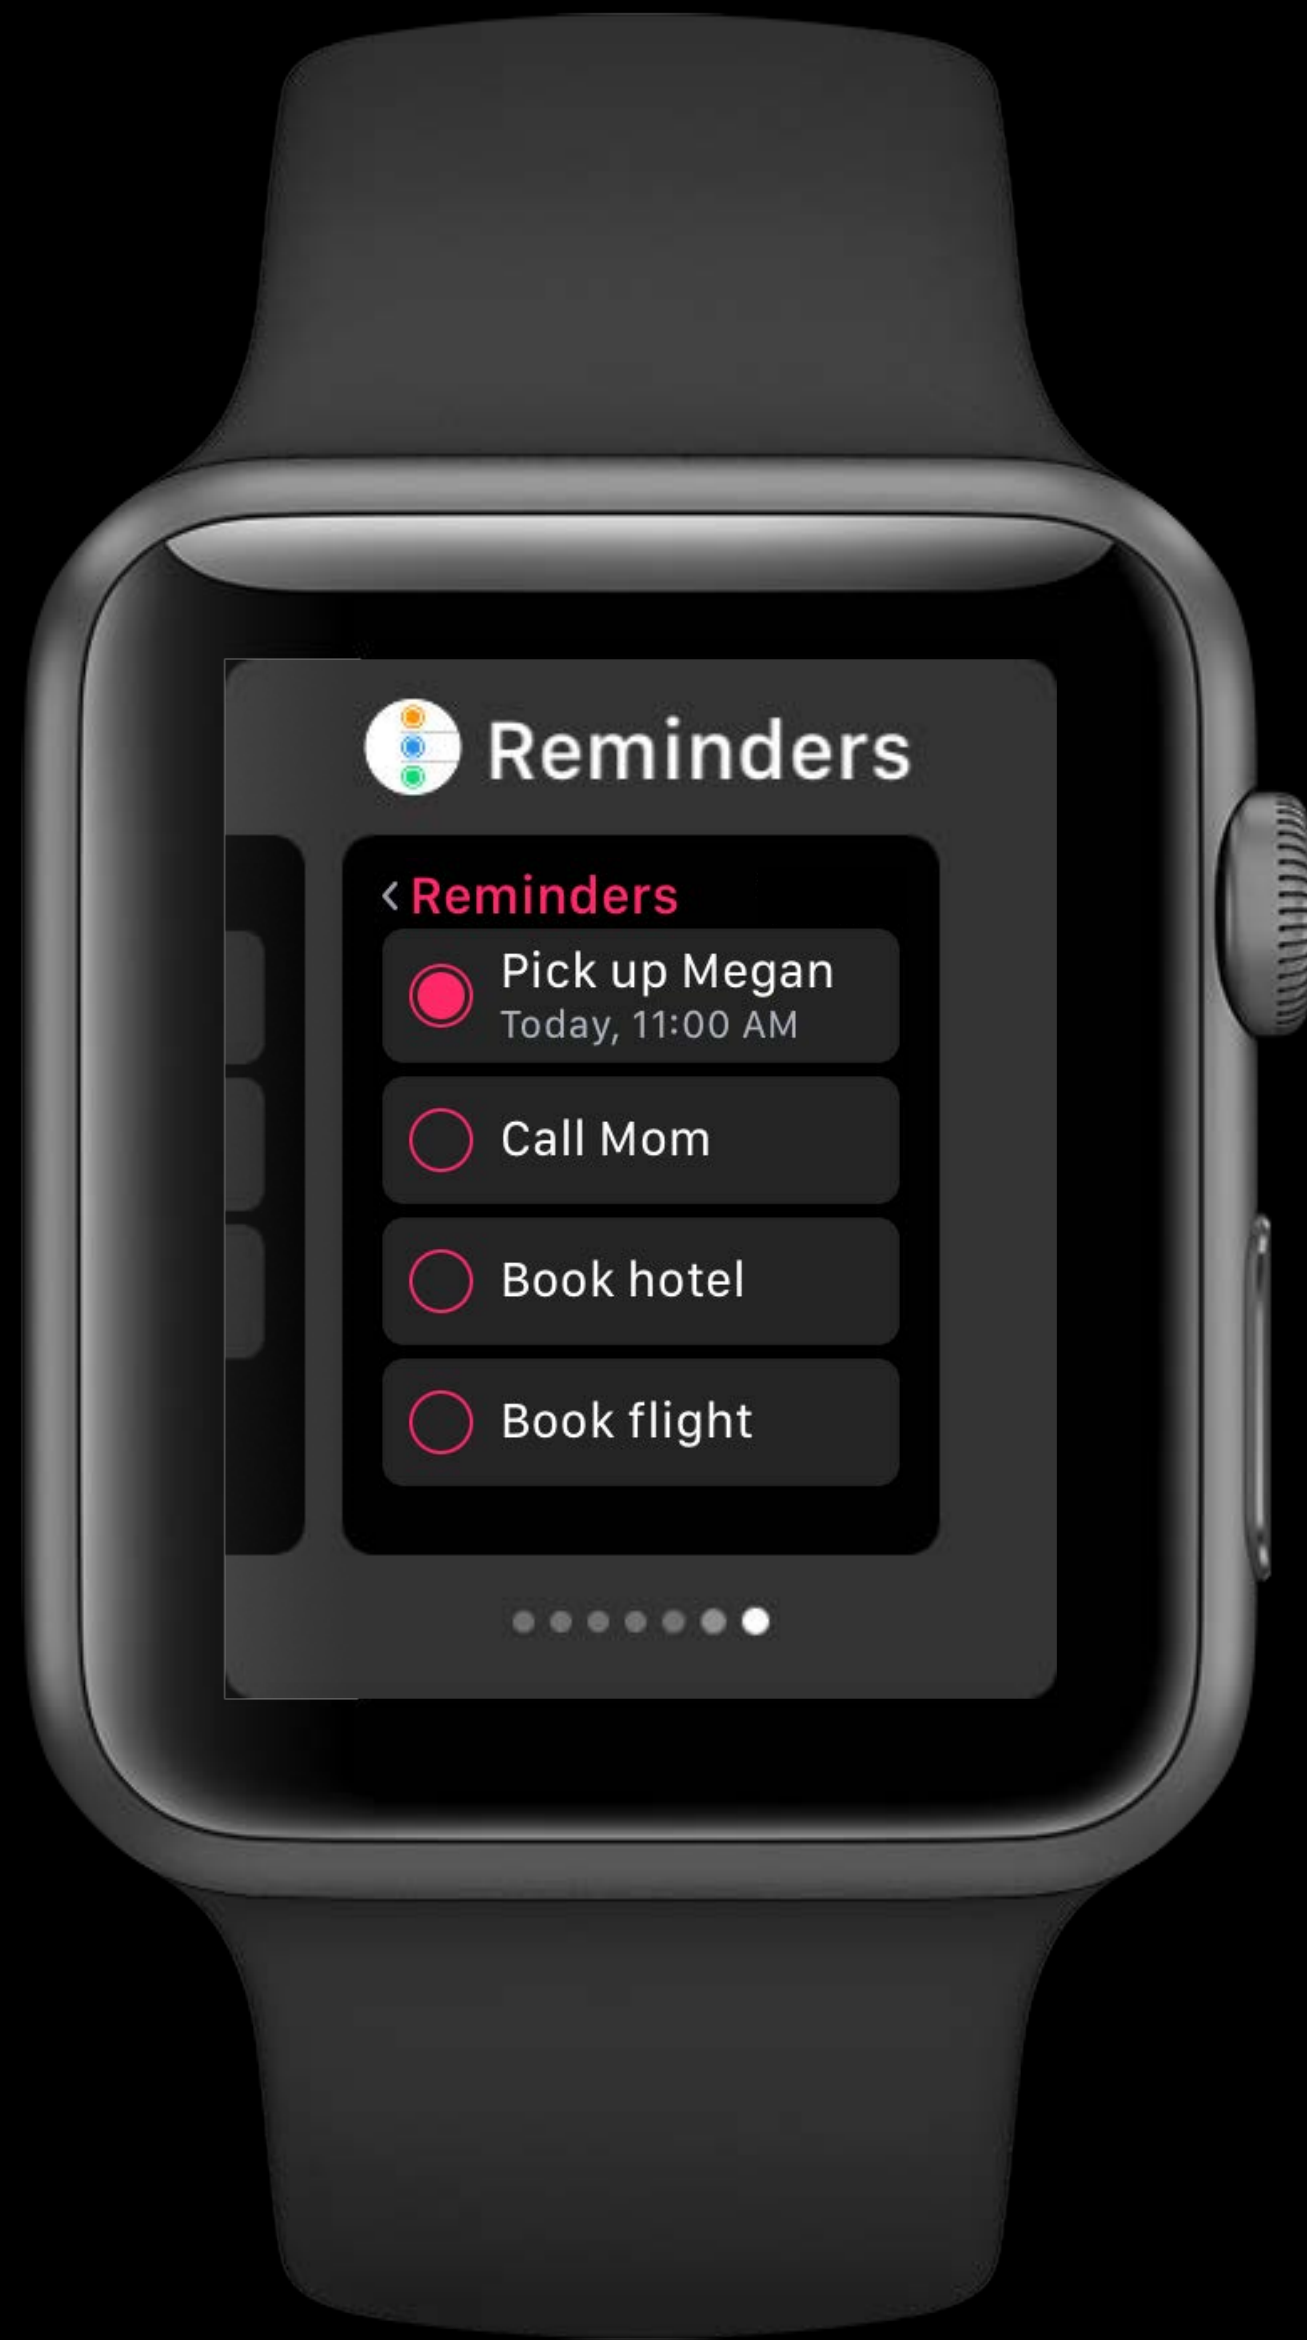 Reminders
Reminders
Pick up Megan
Today, 11:00 AM
Call Mom
Book hotel
Book flight